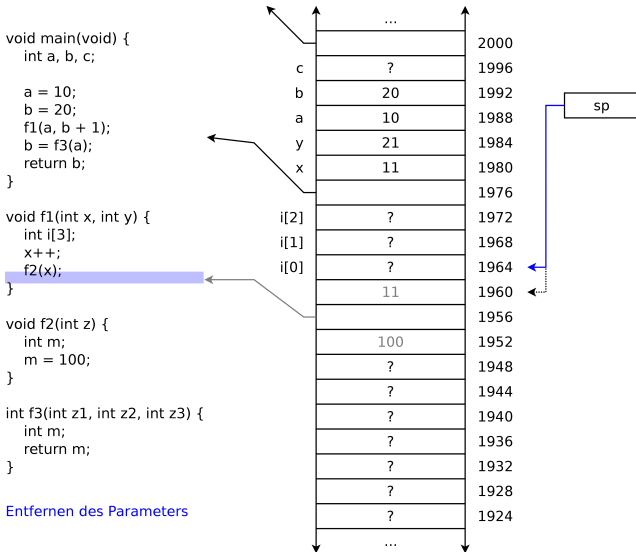 void main(void) {
int a, b, c;
a = 10;
b = 20;
f1(a, b + 1);
b = f3(a);
return b;
}
void f1(int x, int y) {
int i[3];
x++;
f2(x);
}
void f2(int z) {
int m;
m = 100;
}
int f3(int z1, int z2, int z3) {
int m;
return m;
}
Entfernen des Parameters
...
2000
c ? 1996
b 20 1992
a 10 1988
y 21 1984
x 11 1980
1976
i[2] ? 1972
i[1] ? 1968
i[0] ? 1964
11 1960
1956
100 1952
? 1948
? 1944
? 1940
? 1936
? 1932
? 1928
? 1924
...
sp